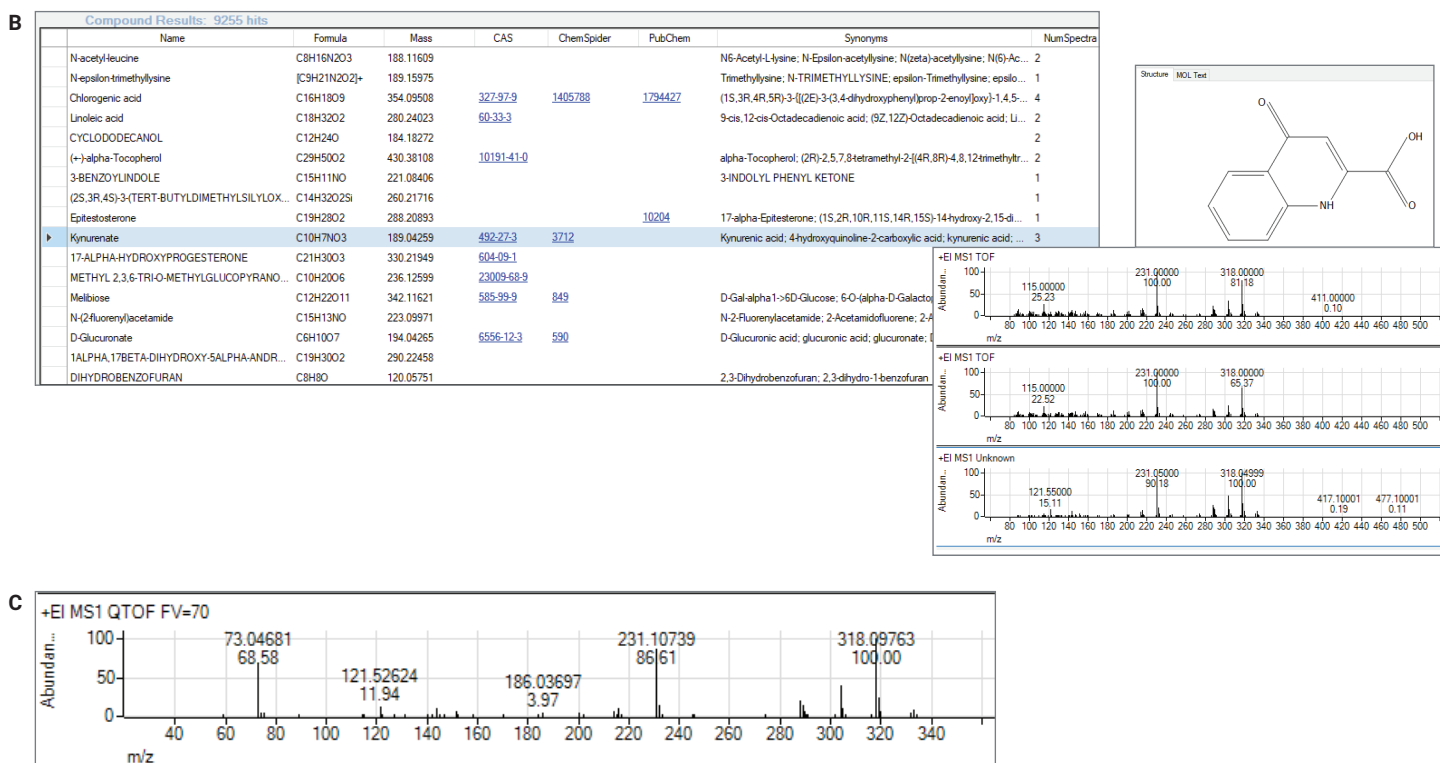 B
Compound Results: 9255 hits
Name Formula Mass CAS ChemSpider PubChem Synonyms NumSpectra
N-acetyl-leucine C8H16N2O3 188.11609 N6-Acetyl-L-lysine; N-Epsilon-acetyllysine; N(zeta)-acetyllysine; N(6)-Ac... 2
N-epsilon-trimethyllysine [C9H21N2O2]+ 189.15975 Trimethyllysine; N-TRIMETHYLLYSINE; epsilon-Trimethyllysine; epsilo... 1
Chlorogenic acid C16H18O9 354.09508 327-97-9 1405788 1794427 (1S,3R,4R,5R)-3-{[(2E)-3-(3,4-dihydroxyphenyl)prop-2-enoyl]oxy}-1,4,5-... 4
Linoleic acid C18H32O2 280.24023 60-33-3 9-cis,12-cis-Octadecadienoic acid; (9Z,12Z)-Octadecadienoic acid; Li... 2
CYCLODODECANOL C12H24O 184.18272 2
(+-)-alpha-Tocopherol C29H50O2 430.38108 10191-41-0 alpha-Tocopherol; (2R)-2,5,7,8-tetramethyl-2-[(4R,8R)-4,8,12-trimethyltr... 2
3-BENZOYLINDOLE C15H11NO 221.08406 3-INDOLYL PHENYL KETONE 1
(2S,3R,4S)-3-(TERT-BUTYLDIMETHYLSILYLOX... C14H32O2Si 260.21716 1
Epitestosterone C19H28O2 288.20893 10204 17-alpha-Epitestosterone; (1S,2R,10R,11S,14R,15S)-14-hydroxy-2,15-di... 1
Kynurenate C10H7NO3 189.04259 492-27-3 3712 Kynurenic acid; 4-hydroxyquinoline-2-carboxylic acid; kynurenic acid; ... 3
17-ALPHA-HYDROXYPROGESTERONE C21H30O3 330.21949 604-09-1
METHYL 2,3,6-TRI-O-METHYLGLUCOPYRANO... C10H20O6 236.12599 23009-68-9
Melibiose C12H22O11 342.11621 585-99-9 849 D-Gal-alpha1->6D-Glucose; 6-O-(alpha-D-Galactop
N-(2-fluorenyl)acetamide C15H13NO 223.09971 N-2-Fluorenylacetamide; 2-Acetamidofluorene; 2-A
D-Glucuronate C6H10O7 194.04265 6556-12-3 590 D-Glucuronic acid; glucuronic acid; glucuronate;
1ALPHA,17BETA-DIHYDROXY-5ALPHA-ANDR... C19H30O2 290.22458
DIHYDROBENZOFURAN C8H8O 120.05751 2,3-Dihydrobenzofuran; 2,3-dihydro-1-benzofuran
Structure MOL Text
O
OH
NH
O
+EI MS1 TOF
Abundan...
100
50
0
115.00000
25.23
231.00000
100.00
318.00000
81.18
411.00000
0.10
80 100 120 140 160 180 200 220 240 260 280 300 320 340 360 380 400 420 440 460 480 500
m/z
+EI MS1 TOF
Abundan...
100
50
0
115.00000
22.52
231.00000
100.00
318.00000
65.37
80 100 120 140 160 180 200 220 240 260 280 300 320 340 360 380 400 420 440 460 480 500
m/z
+EI MS1 Unknown
Abundan...
100
50
0
121.55000
15.11
231.05000
90.18
318.04999
100.00
417.10001
0.19
477.10001
0.11
80 100 120 140 160 180 200 220 240 260 280 300 320 340 360 380 400 420 440 460 480 500
m/z
C
+EI MS1 QTOF FV=70
Abundan...
100
50
0
73.04681
68.58
121.52624
11.94
186.03697
3.97
231.10739
86.61
318.09763
100.00
40 60 80 100 120 140 160 180 200 220 240 260 280 300 320 340
m/z